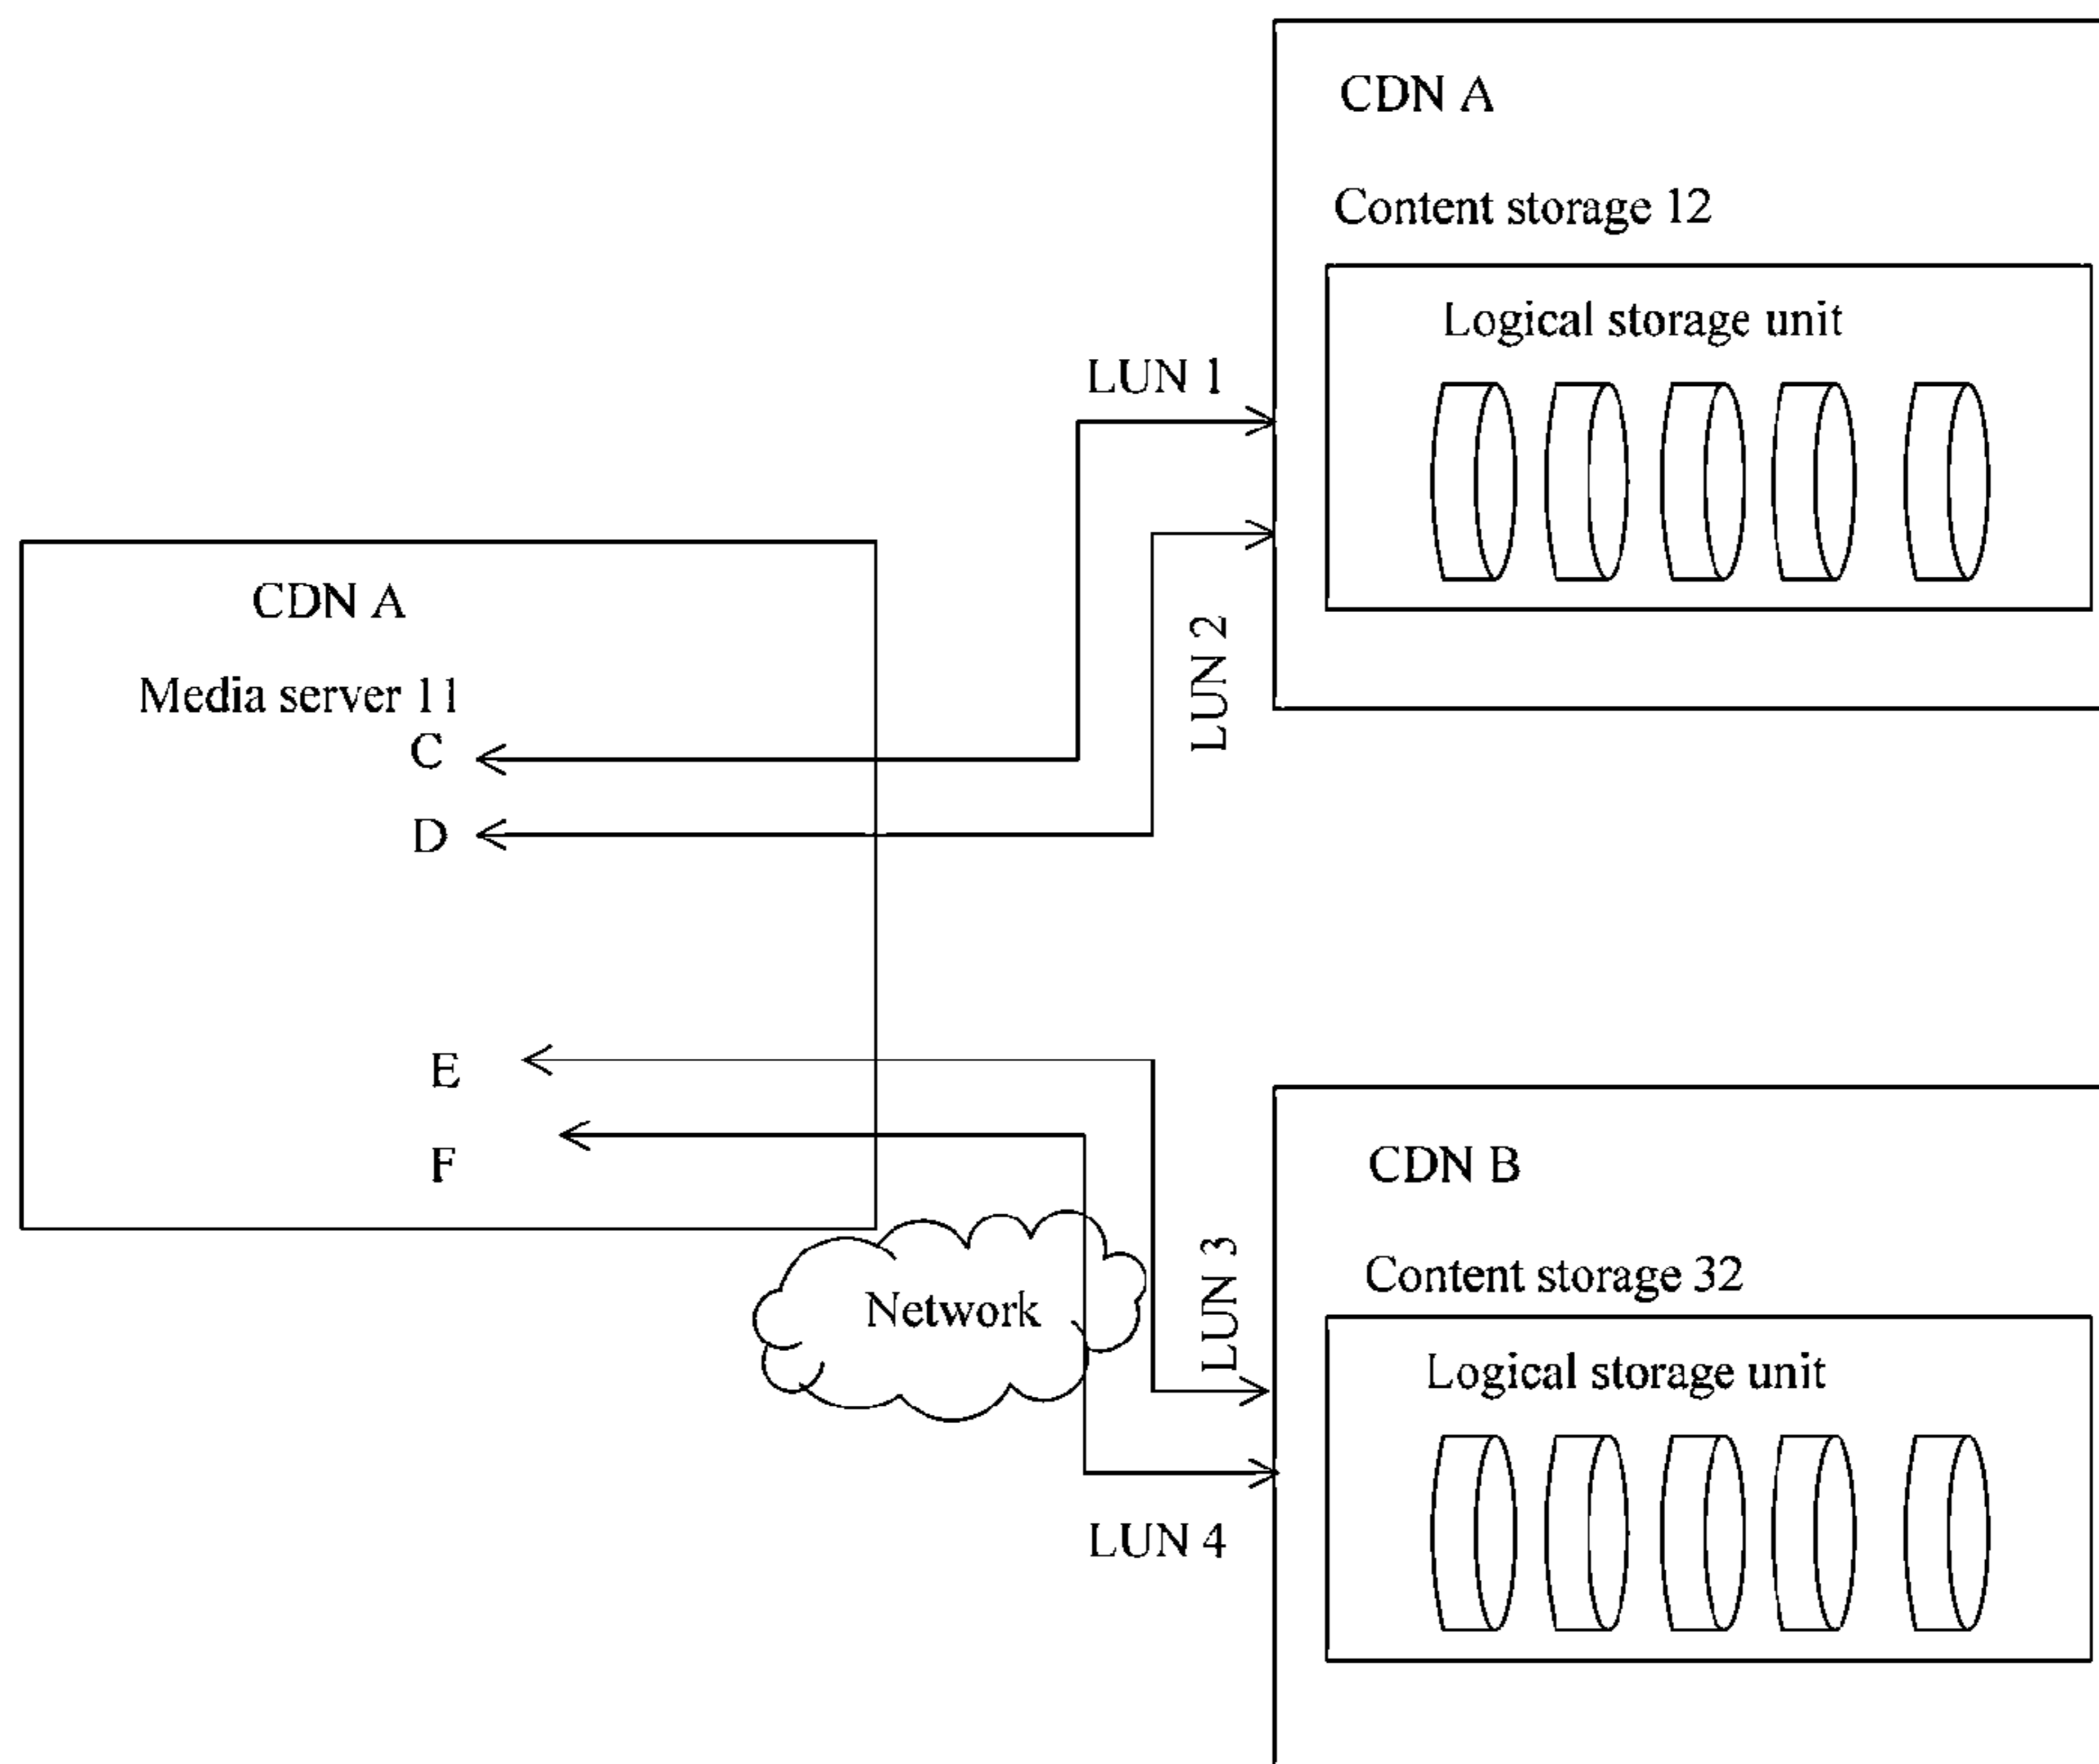 CDN A
Content storage 12
Logical storage unit
LUN 1
LUN 2
CDN A
Media server 11
C
D
E
F
Network
LUN 3
LUN 4
CDN B
Content storage 32
Logical storage unit